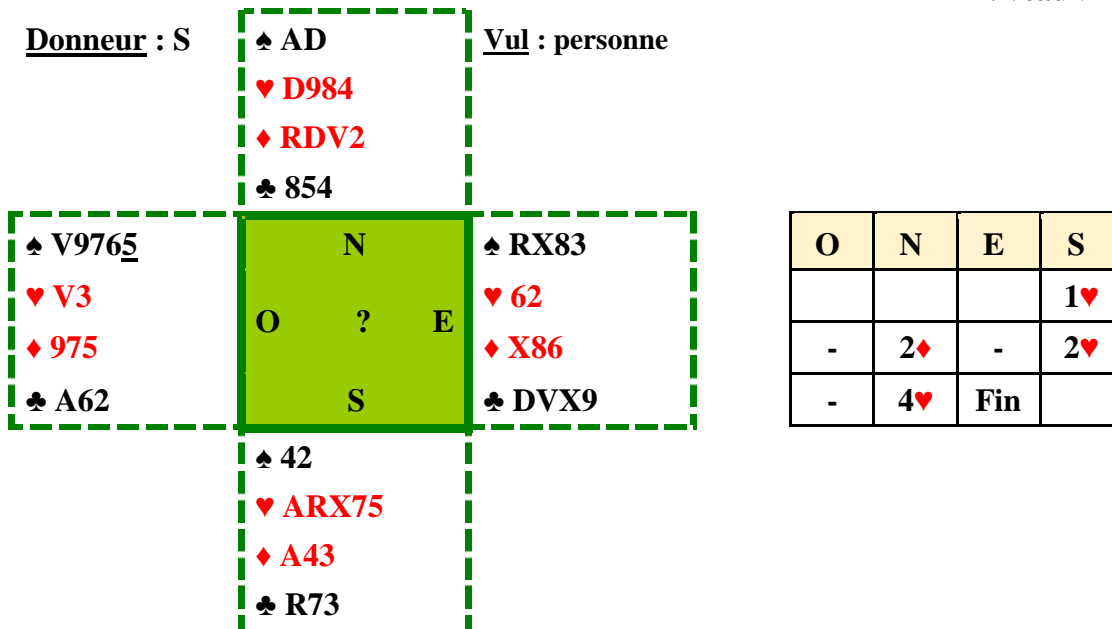 Donneur : S
♠ AD
Vul : personne
♥ D984
♦ RDV2
♣ 854
♠ V9765
♥ V3
♦ 975
♣ A62
N
O ? E
S
♠ RX83
♥ 62
♦ X86
♣ DVX9
O N E S
1♥
- 2♦ - 2♥
- 4♥ Fin
♠ 42
♥ ARX75
♦ A43
♣ R73